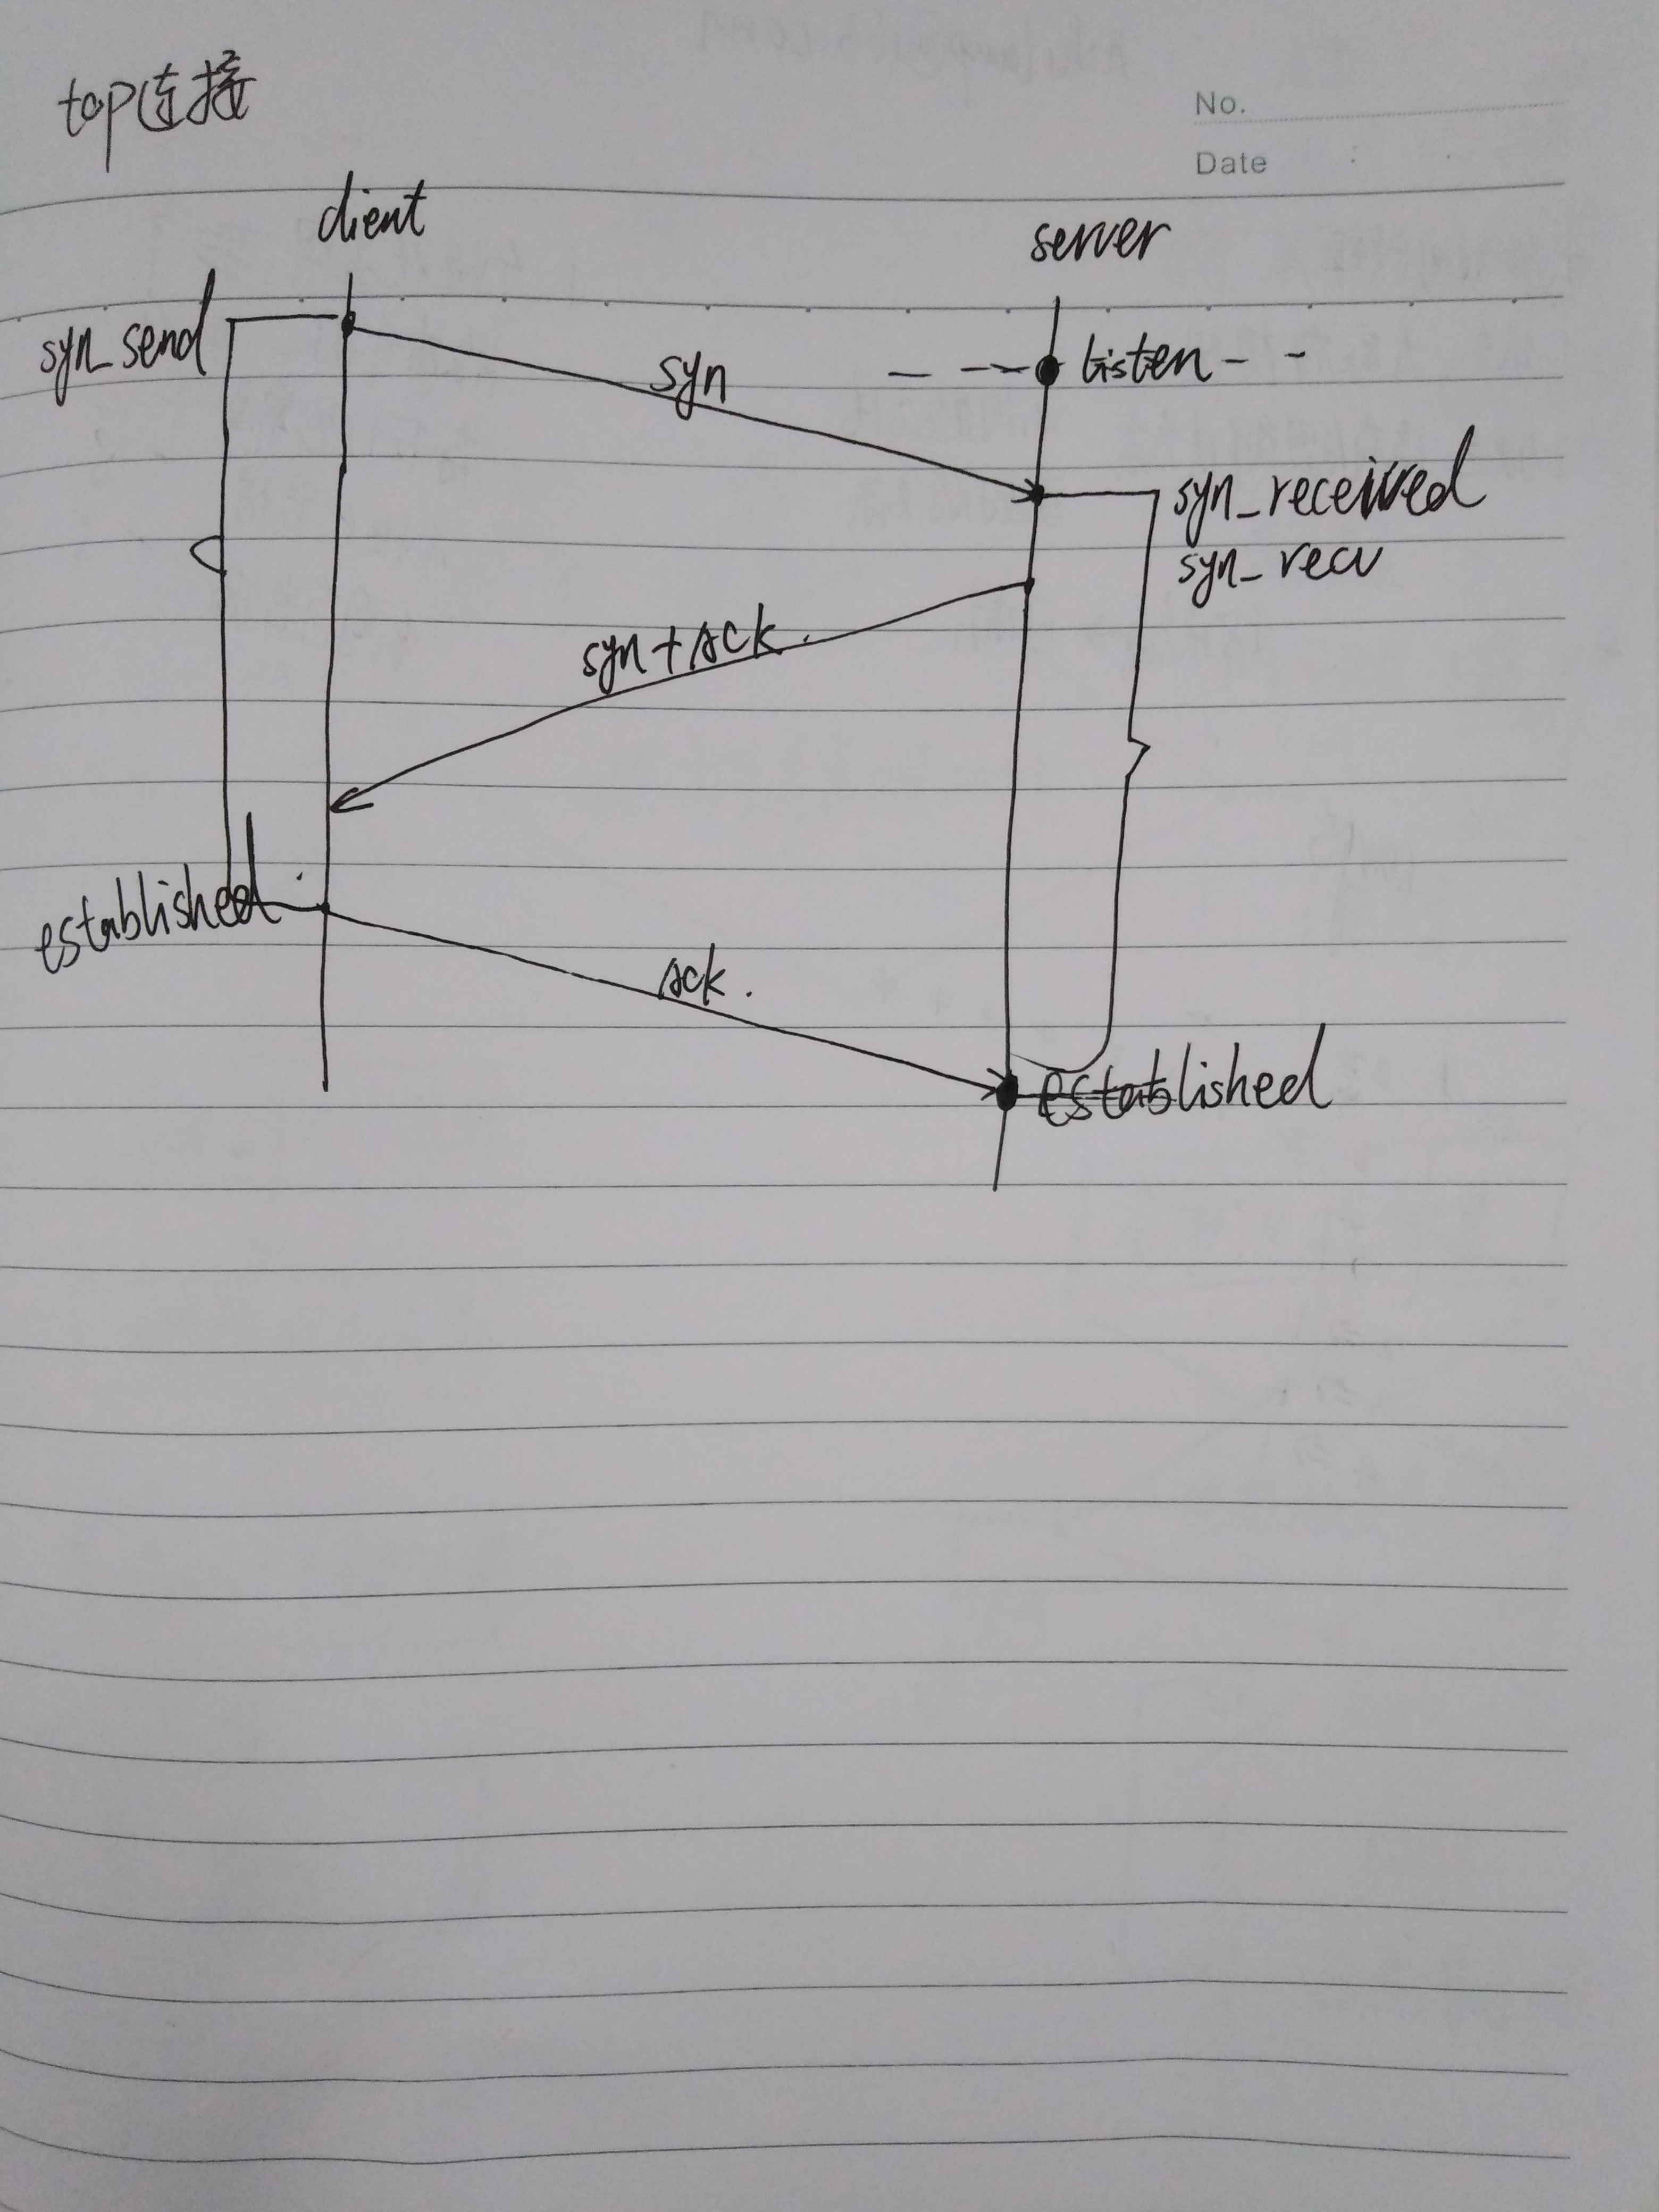 tcp连接
No.
Date
client
server
syn_send
syn
listen
syn_received
syn_recv
syn+ACK.
established.
ACK.
established